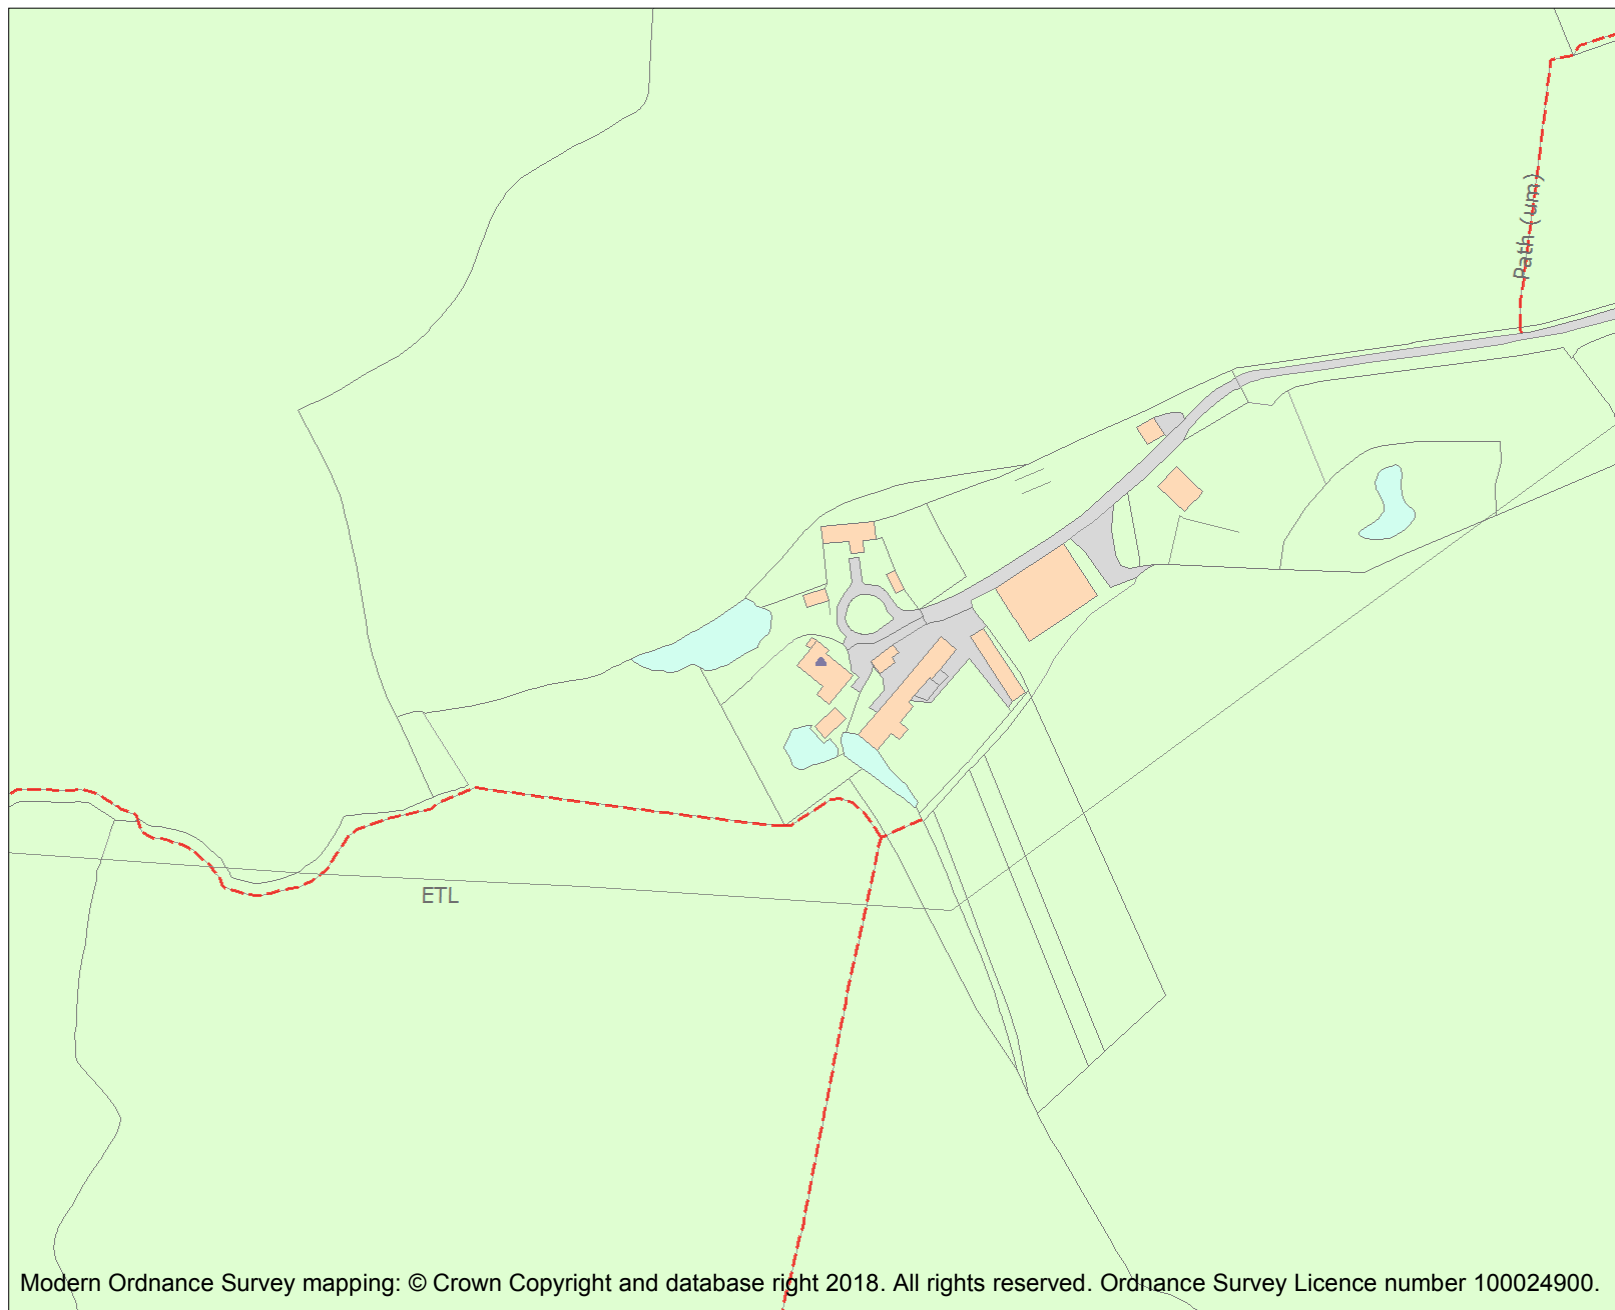 Path (um)
ETL
Modern Ordnance Survey mapping: © Crown Copyright and database right 2018. All rights reserved. Ordnance Survey Licence number 100024900.